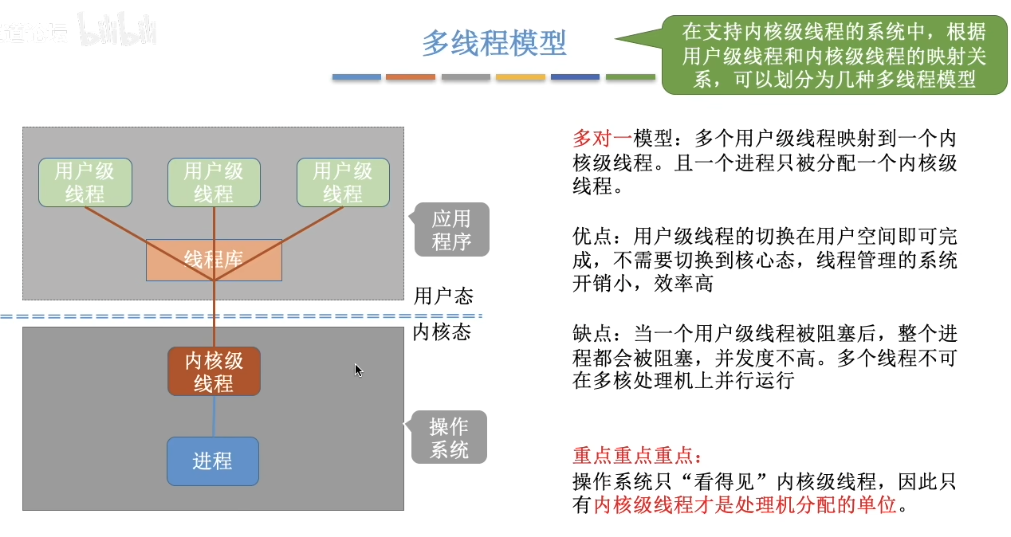 bilibili
多线程模型
在支持内核级线程的系统中，根据
用户级线程和内核级线程的映射关
系，可以划分为几种多线程模型
用户级
线程
用户级
线程
用户级
线程
线程库
应用
程序
用户态
内核态
内核级
线程
进程
操作
系统
多对一模型：多个用户级线程映射到一个内
核级线程。且一个进程只被分配一个内核级
线程。
优点：用户级线程的切换在用户空间即可完
成，不需要切换到核心态，线程管理的系统
开销小，效率高
缺点：当一个用户级线程被阻塞后，整个进
程都会被阻塞，并发度不高。多个线程不可
在多核处理机上并行运行
重点重点重点：
操作系统只“看得见”内核级线程，因此只
有内核级线程才是处理机分配的单位。